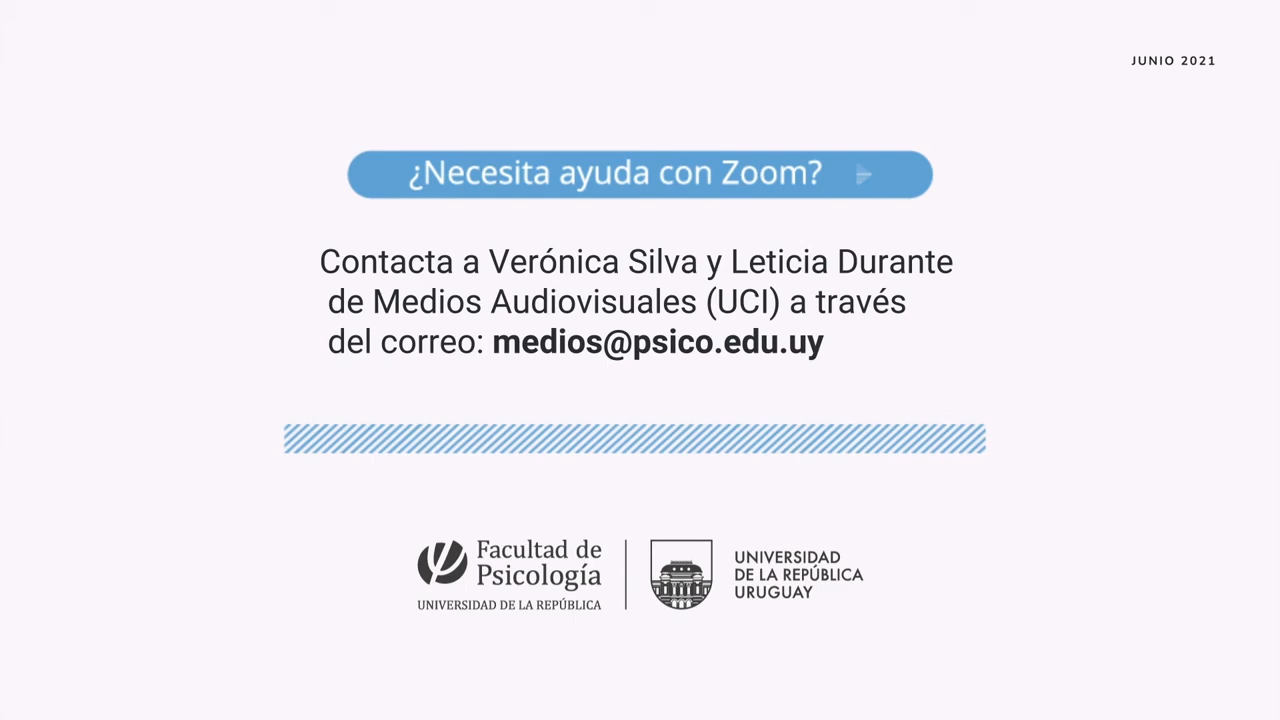 JUNIO 2021
¿Necesita ayuda con Zoom?
Contacta a Verónica Silva y Leticia Durante
de Medios Audiovisuales (UCI) a través
del correo: medios@psico.edu.uy
Facultad de
Psicología
UNIVERSIDAD DE LA REPÚBLICA
UNIVERSIDAD
DE LA REPÚBLICA
URUGUAY